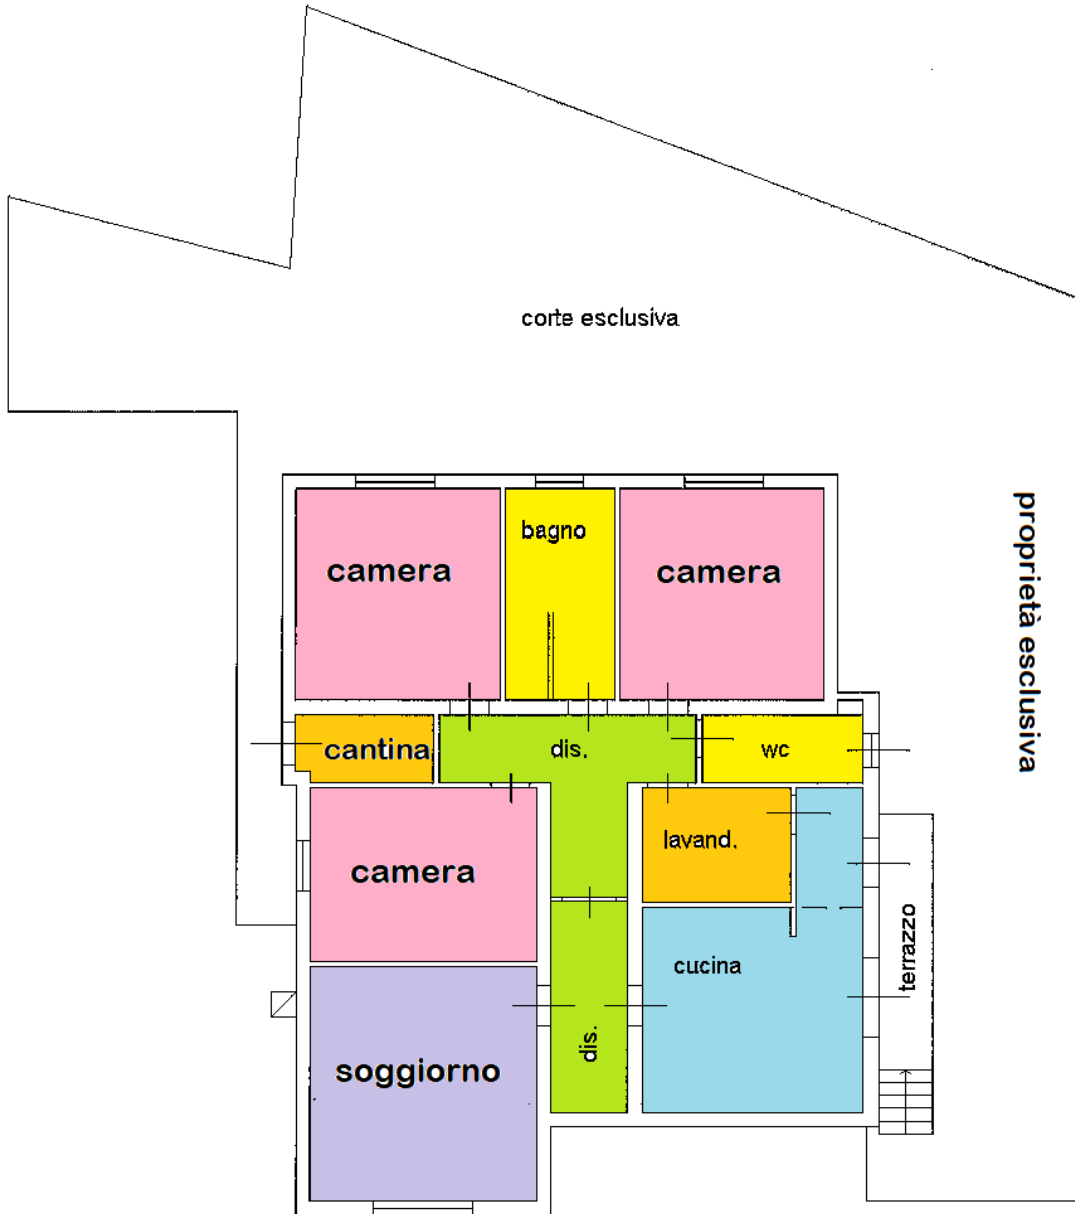 corte esclusiva
proprietà esclusiva
bagno
camera
camera
cantina
dis.
wc
lavand.
camera
terrazzo
cucina
dis.
soggiorno